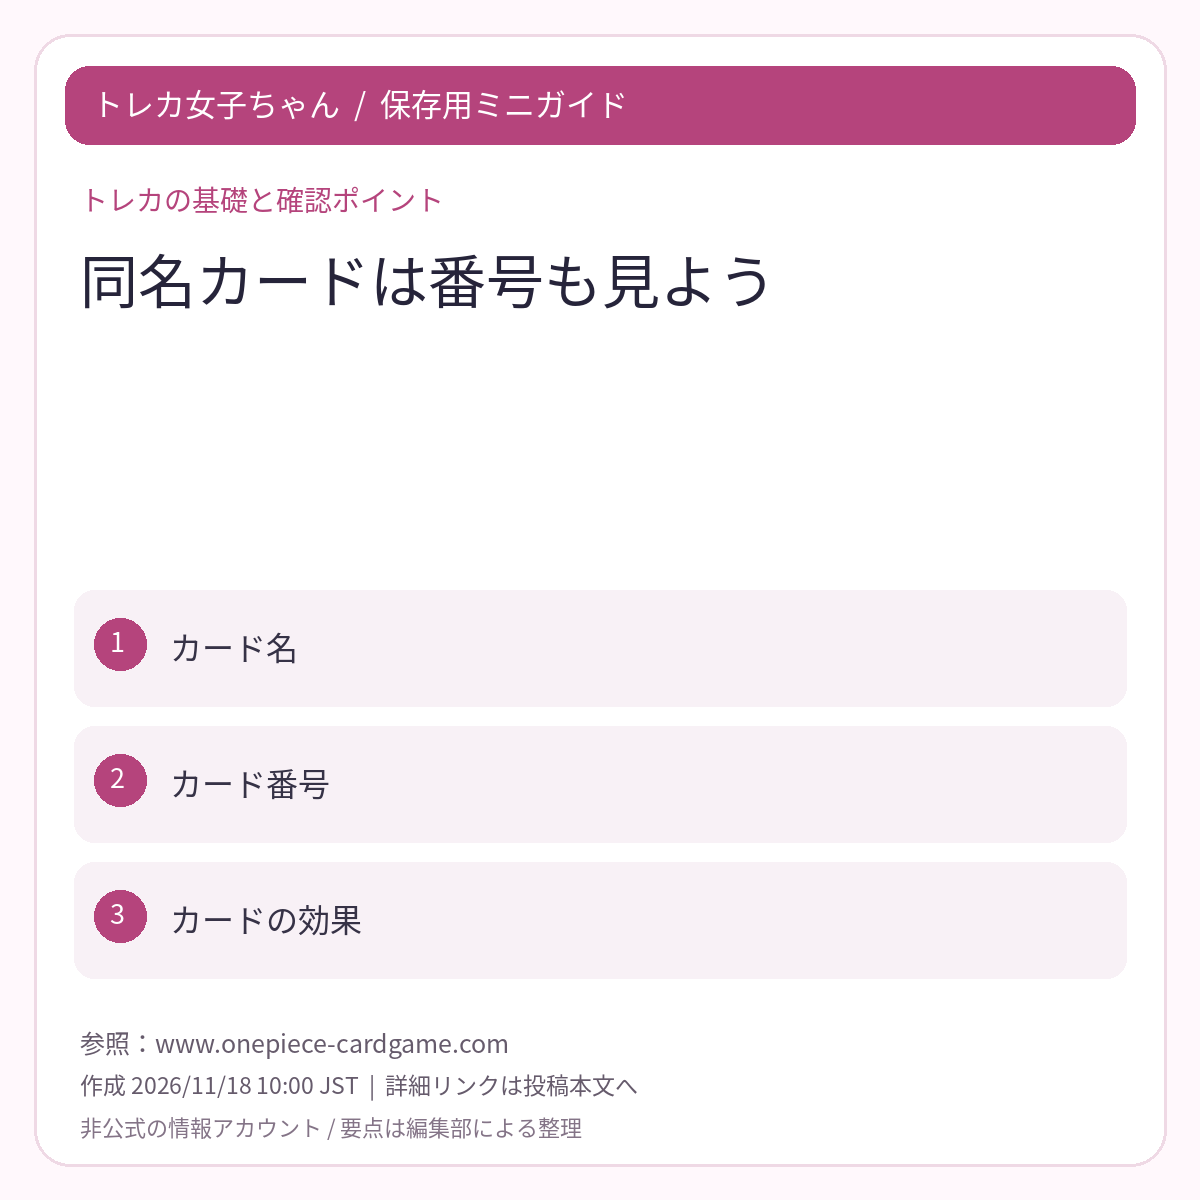 トレカ女子ちゃん / 保存用ミニガイド
トレカの基礎と確認ポイント
同名カードは番号も見よう
1 カード名
2 カード番号
3 カードの効果
参照：www.onepiece-cardgame.com
作成 2026/11/18 10:00 JST｜詳細リンクは投稿本文へ
非公式の情報アカウント / 要点は編集部による整理